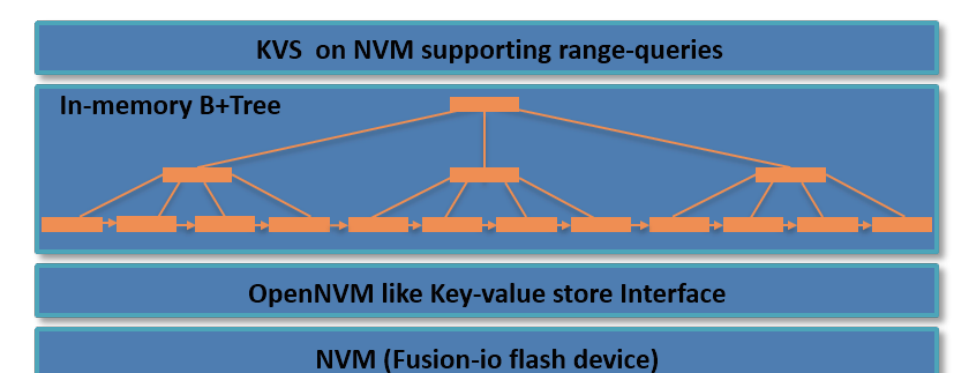 KVS on NVM supporting range-queries
In-memory B+Tree
OpenNVM like Key-value store Interface
NVM (Fusion-io flash device)